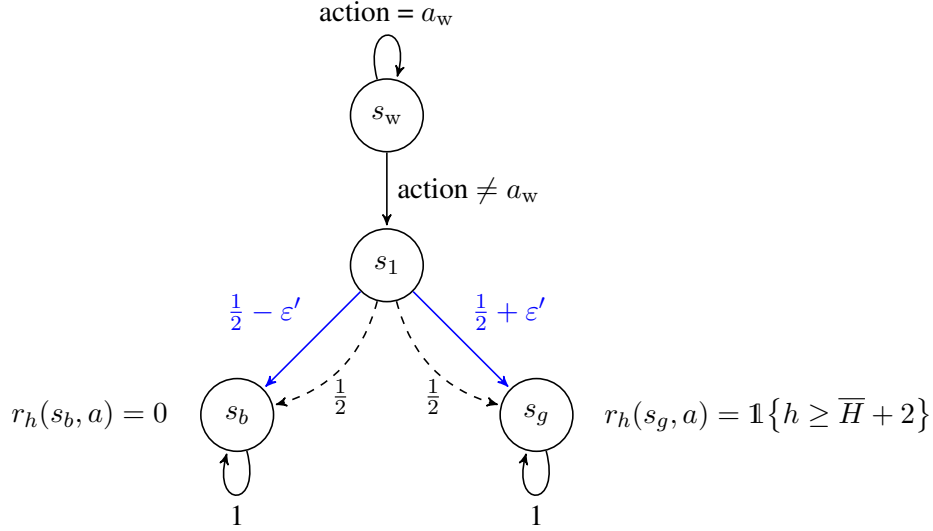 action = a_w
s_w
action ≠ a_w
s_1
½ − ε′
½ + ε′
½
½
r_h(s_b, a) = 0
s_b
s_g
r_h(s_g, a) = 𝟙{h ≥ H̅ + 2}
1
1